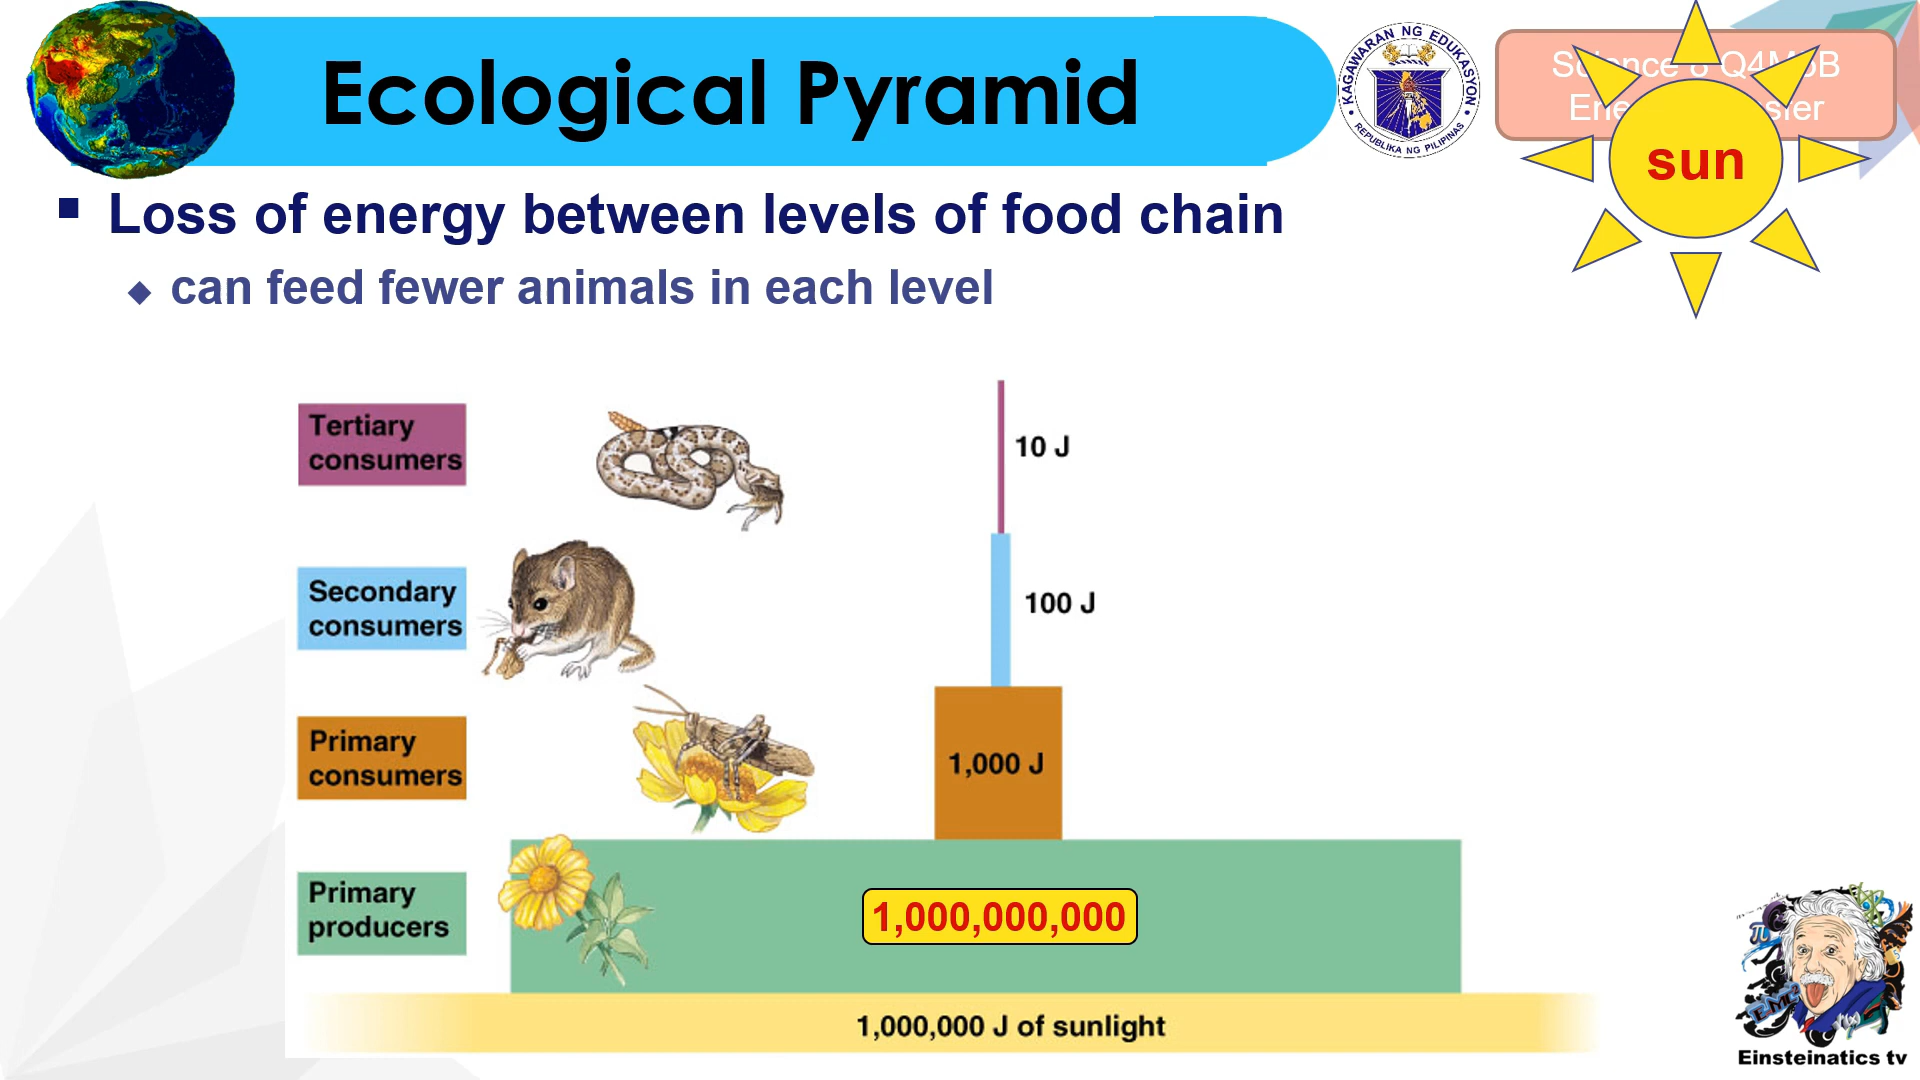 Ecological Pyramid
KAGAWARAN NG EDUKASYON
REPUBLIKA NG PILIPINAS
sun
Loss of energy between levels of food chain
can feed fewer animals in each level
Tertiary
consumers
10 J
Secondary
consumers
100 J
Primary
consumers
1,000 J
Primary
producers
1,000,000,000
1,000,000 J of sunlight
π
E=MC²
Einsteinatics tv